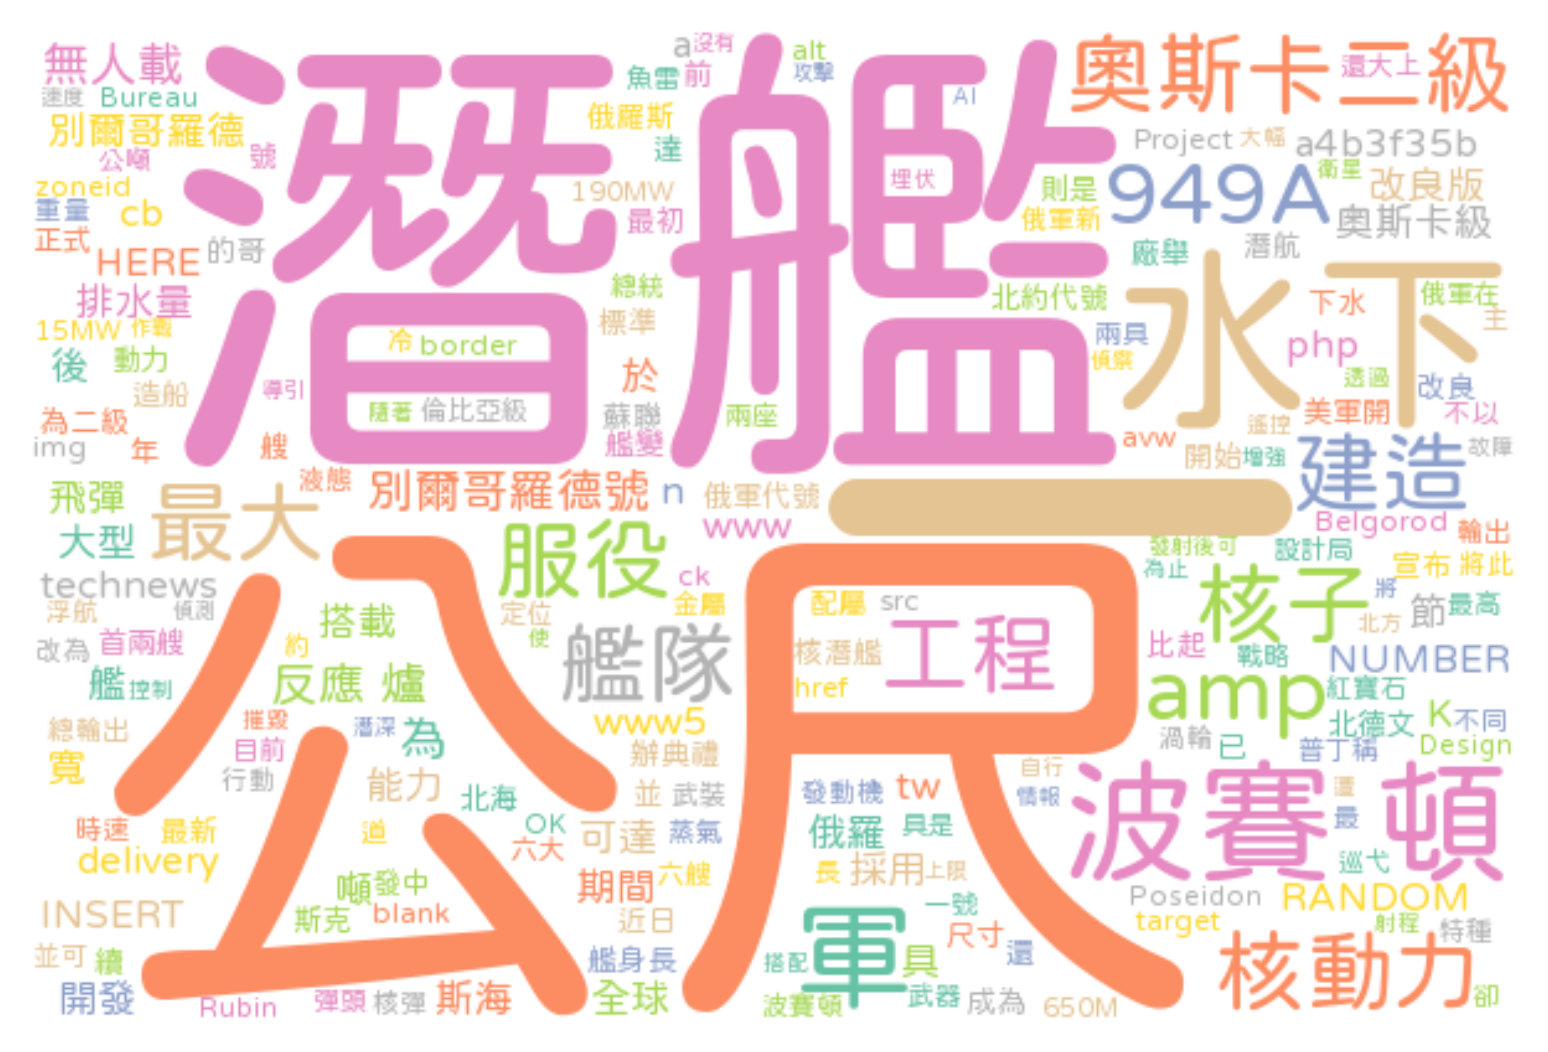 無人載
潛艦
a
沒有
前
alt
攻擊
魚雷
奧斯卡二級
還大上
速度
Bureau
別爾哥羅德
公噸
號
俄羅斯
達
AI
Project
大幅
a4b3f35b
zoneid
重量
cb
190MW
最初
埋伏
則是
俄軍新
949A
衛星
改良版
奧斯卡級
正式
HERE
的哥
廠舉
潛航
排水量
總統
標準
北約代號
水下
下水
俄軍在
主
15MW
作戰
冷
border
後
動力
於
兩具
偵察
php
透過
改良
造船
導引
隨著
倫比亞級
蘇聯
兩座
美軍開
不以
為二級
img
年
艘
艦變
avw
遙控
開始
增強
建造
故障
液態
飛彈
最大
別爾哥羅德號
n
俄軍代號
一
www
Belgorod
輸出
大型
服役
公尺
發射後可
為止
設計局
宣布
將此
technews
ck
金屬
配屬
src
核子
將
節
最高
浮航
偵測
搭載
定位
使
北方
改為
首兩艘
約
艦隊
核潛艦
工程
比起
戰略
NUMBER
艦
控制
反應
爐
href
amp
紅寶石
總輸出
摧毀
潛深
為
www5
北德文
K
不同
寬
目前
辦典禮
渦輪
已
普丁稱
Design
行動
能力
北海
並
武裝
自行
發動機
tw
情報
波賽
頓
遭
最
時速
最新
道
OK
六大
可達
蒸氣
俄羅
具是
巡弋
delivery
噸
發中
期間
六艘
長
採用
上限
Poseidon
RANDOM
INSERT
斯克
blank
近日
軍
一號
尺寸
target
射程
特種
並可
續
艦身長
搭配
具
還
核動力
開發
Rubin
彈頭
核彈
斯海
全球
波賽頓
武器
成為
650M
卻